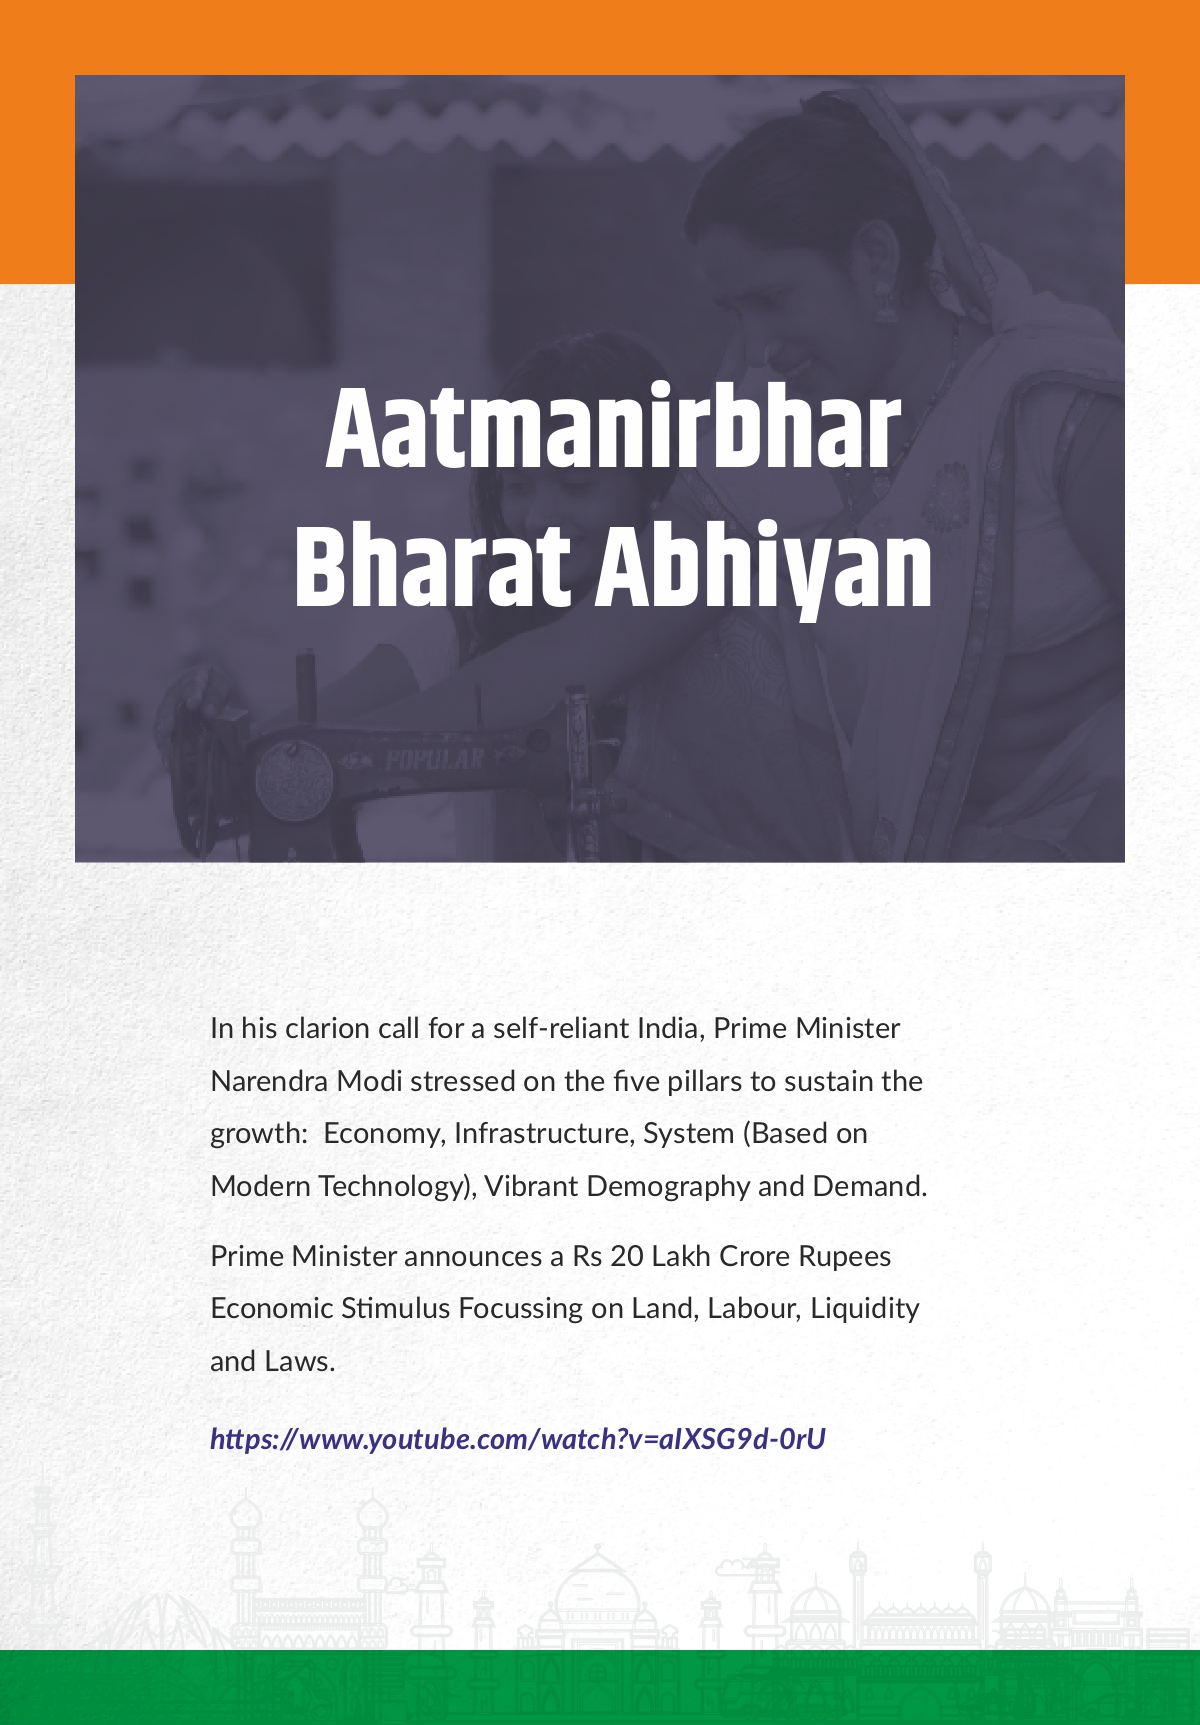 Aatmanirbhar
Bharat Abhiyan
POPULAR
In his clarion call for a self-reliant India, Prime Minister
Narendra Modi stressed on the five pillars to sustain the
growth:  Economy, Infrastructure, System (Based on
Modern Technology), Vibrant Demography and Demand.
Prime Minister announces a Rs 20 Lakh Crore Rupees
Economic Stimulus Focussing on Land, Labour, Liquidity
and Laws.
https://www.youtube.com/watch?v=aIXSG9d-0rU